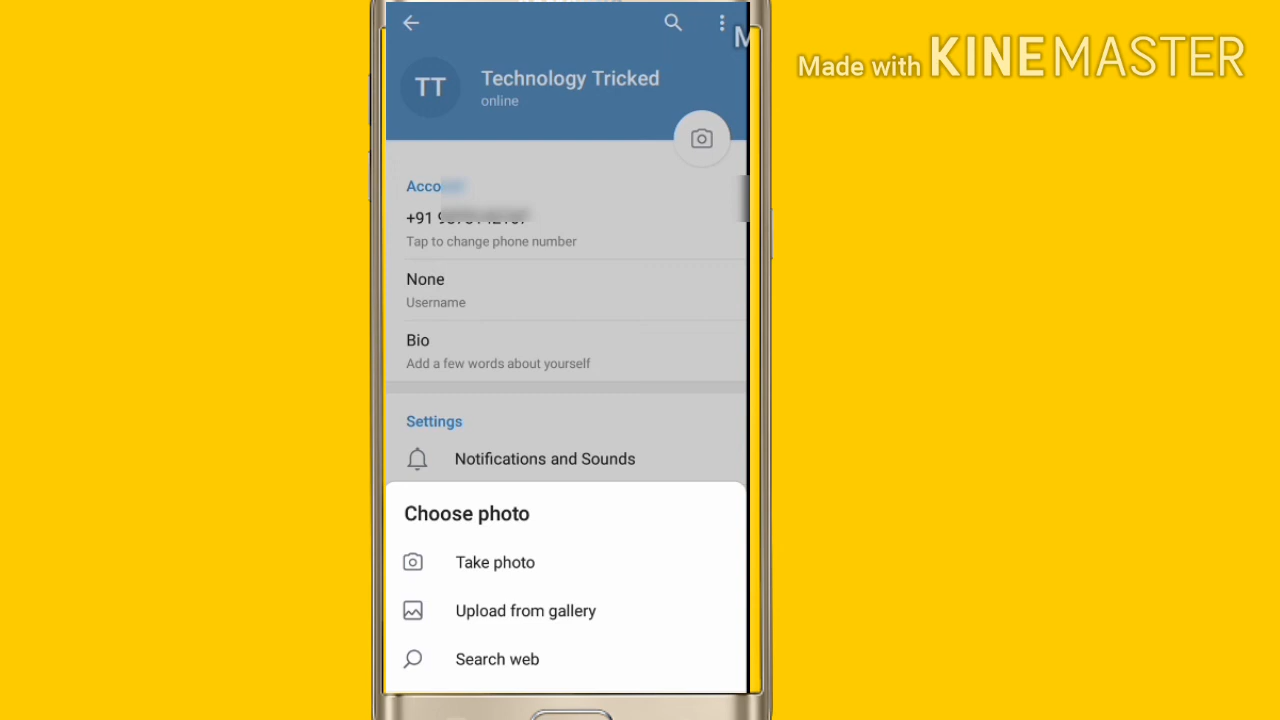 Made with KINEMASTER
M
TT
Technology Tricked
online
+91
Tap to change phone number
None
Username
Bio
Add a few words about yourself
Settings
Notifications and Sounds
Choose photo
Take photo
Upload from gallery
Search web